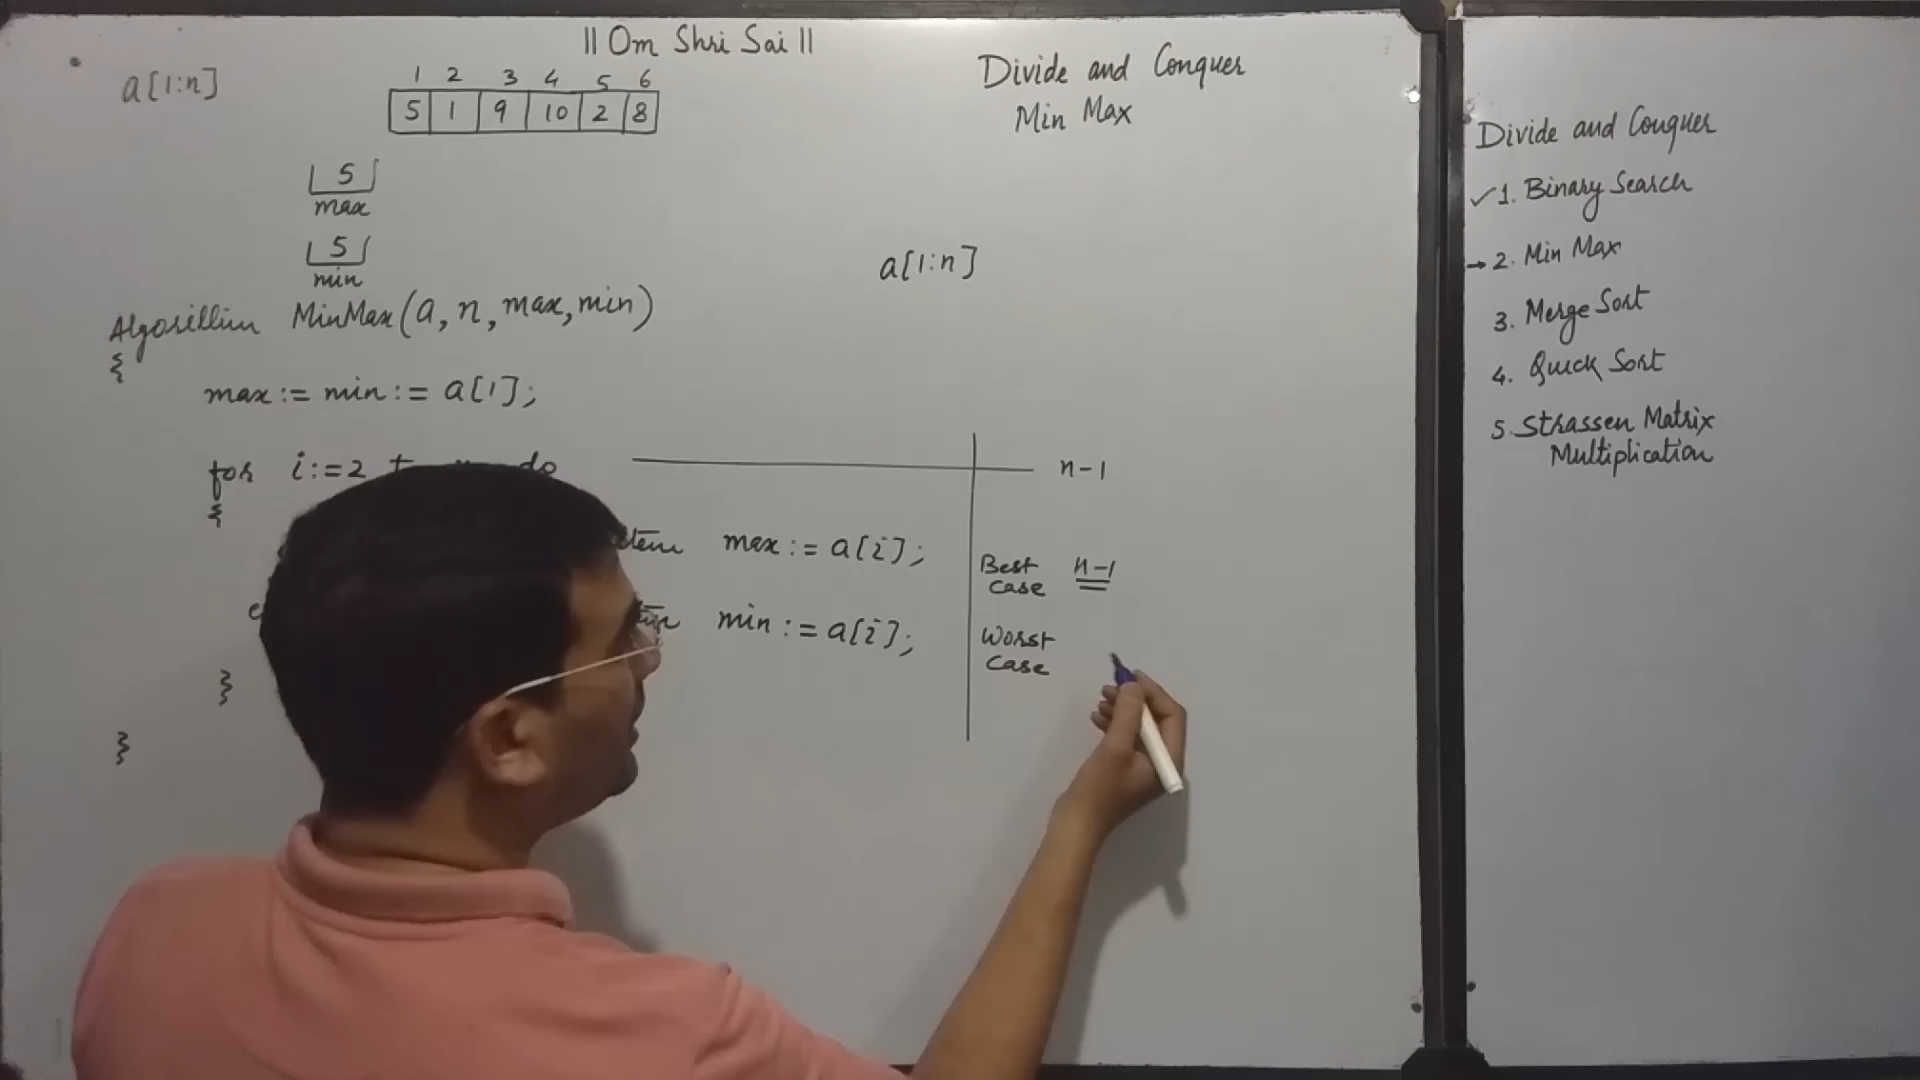 || Om Shri Sai ||
a[1:n]
1 2 3 4 5 6
5 1 9 10 2 8
Divide and Conquer
Min Max
5
max
5
min
a[1:n]
Algorithm MinMax(a, n, max, min)
{
max := min := a[1];
for i:=2 do n-1
{
max := a[i];
Best Case n-1
min := a[i];
Worst Case
}
}
Divide and Conquer
✓ 1. Binary Search
→ 2. Min Max
3. Merge Sort
4. Quick Sort
5. Strassen Matrix
Multiplication